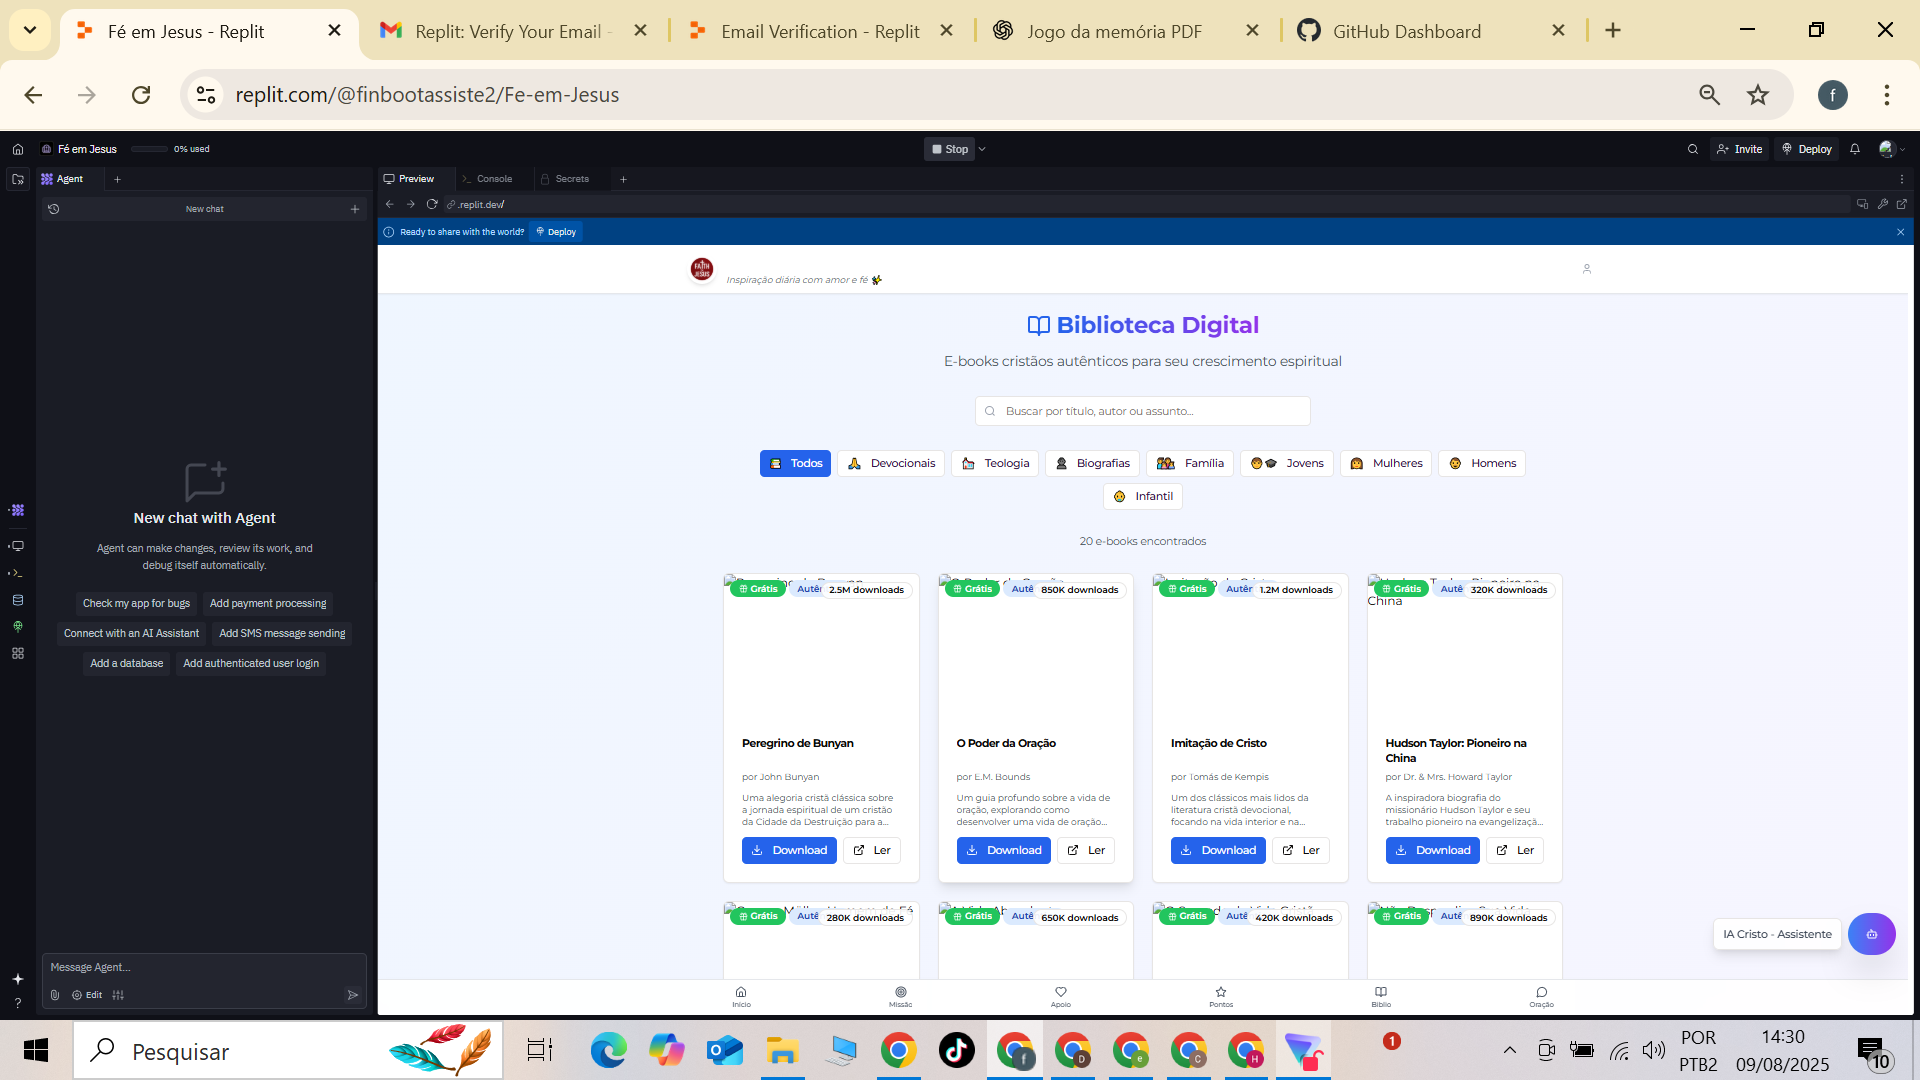 Fé em Jesus - Replit
Replit: Verify Your Email -
Email Verification - Replit
Jogo da memória PDF
GitHub Dashboard
replit.com/@finbootassiste2/Fe-em-Jesus
f
Fé em Jesus
0% used
Stop
Invite
Deploy
Agent
Preview
Console
Secrets
New chat
.replit.dev/
Ready to share with the world?
Deploy
FAITH
JESUS
Inspiração diária com amor e fé
Biblioteca Digital
E-books cristãos autênticos para seu crescimento espiritual
Buscar por título, autor ou assunto...
Todos
Devocionais
Teologia
Biografias
Família
Jovens
Mulheres
Homens
Infantil
20 e-books encontrados
New chat with Agent
Agent can make changes, review its work, and
debug itself automatically.
Check my app for bugs
Add payment processing
Connect with an AI Assistant
Add SMS message sending
Add a database
Add authenticated user login
Message Agent...
Edit
Grátis
2.5M downloads
Grátis
850K downloads
Grátis
1.2M downloads
Grátis
320K downloads
China
Peregrino de Bunyan
por John Bunyan
Uma alegoria cristã clássica sobre
a jornada espiritual de um cristão
da Cidade da Destruição para a...
Download
Ler
O Poder da Oração
por E.M. Bounds
Um guia profundo sobre a vida de
oração, explorando como
desenvolver uma vida de oração...
Download
Ler
Imitação de Cristo
por Tomás de Kempis
Um dos clássicos mais lidos da
literatura cristã devocional,
focando na vida interior e na...
Download
Ler
Hudson Taylor: Pioneiro na
China
por Dr. & Mrs. Howard Taylor
A inspiradora biografia do
missionário Hudson Taylor e seu
trabalho pioneiro na evangelizaçã...
Download
Ler
Grátis
280K downloads
Grátis
650K downloads
Grátis
420K downloads
Grátis
890K downloads
IA Cristo - Assistente
Início
Missão
Apoio
Pontos
Biblio
Oração
Pesquisar
1
POR
PTB2
14:30
09/08/2025
10